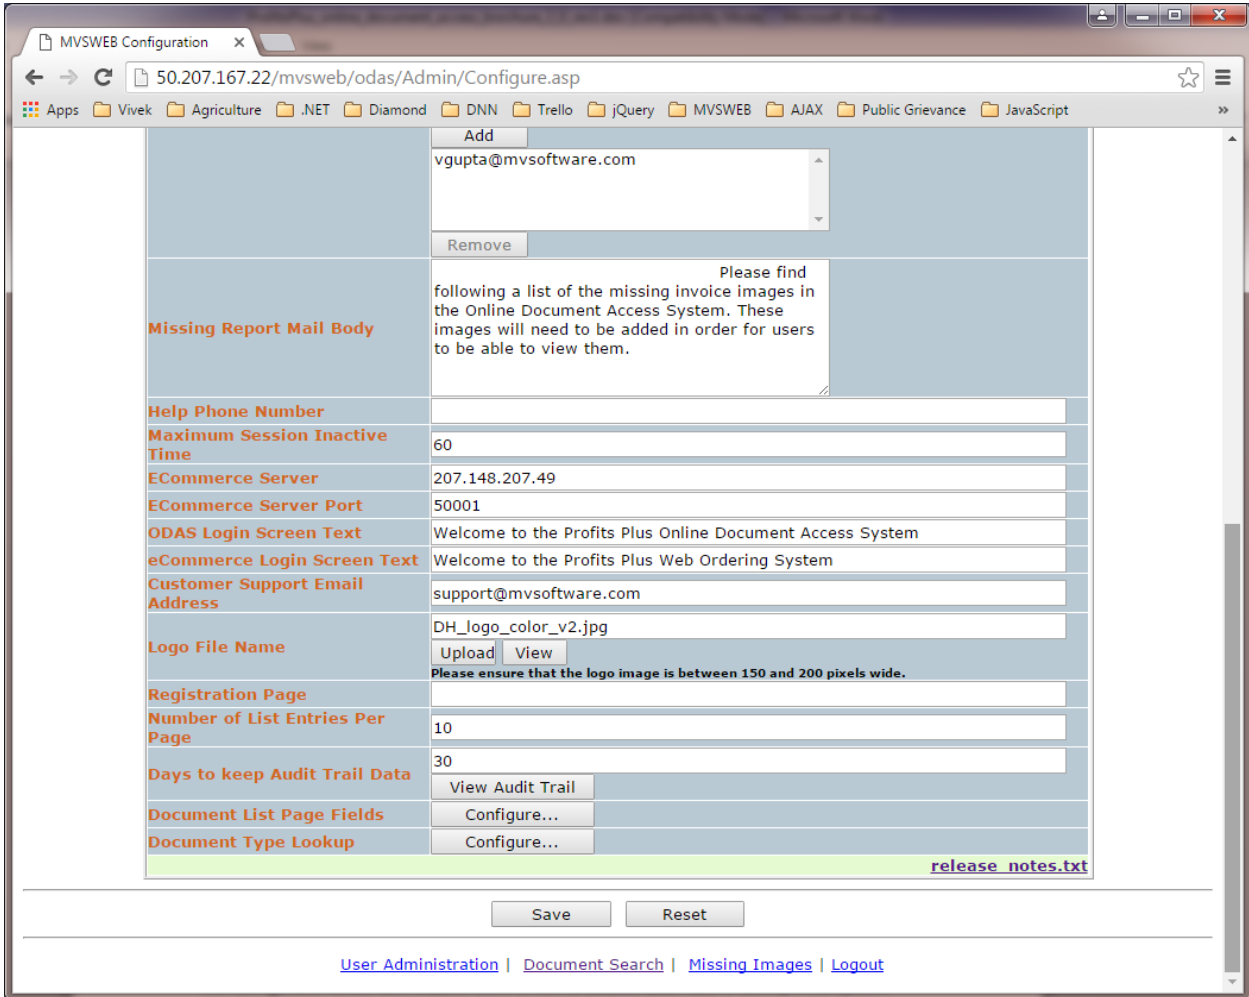 MVSWEB Configuration
50.207.167.22/mvsweb/odas/Admin/Configure.asp
Apps Vivek Agriculture .NET Diamond DNN Trello jQuery MVSWEB AJAX Public Grievance JavaScript »
Add
vgupta@mvsoftware.com
Remove
Missing Report Mail Body
Please find
following a list of the missing invoice images in
the Online Document Access System. These
images will need to be added in order for users
to be able to view them.
Help Phone Number
Maximum Session Inactive
Time
60
ECommerce Server 207.148.207.49
ECommerce Server Port 50001
ODAS Login Screen Text Welcome to the Profits Plus Online Document Access System
eCommerce Login Screen Text Welcome to the Profits Plus Web Ordering System
Customer Support Email
Address
support@mvsoftware.com
Logo File Name
DH_logo_color_v2.jpg
Upload View
Please ensure that the logo image is between 150 and 200 pixels wide.
Registration Page
Number of List Entries Per
Page
10
Days to keep Audit Trail Data
30
View Audit Trail
Document List Page Fields Configure...
Document Type Lookup Configure...
release_notes.txt
Save Reset
User Administration | Document Search | Missing Images | Logout